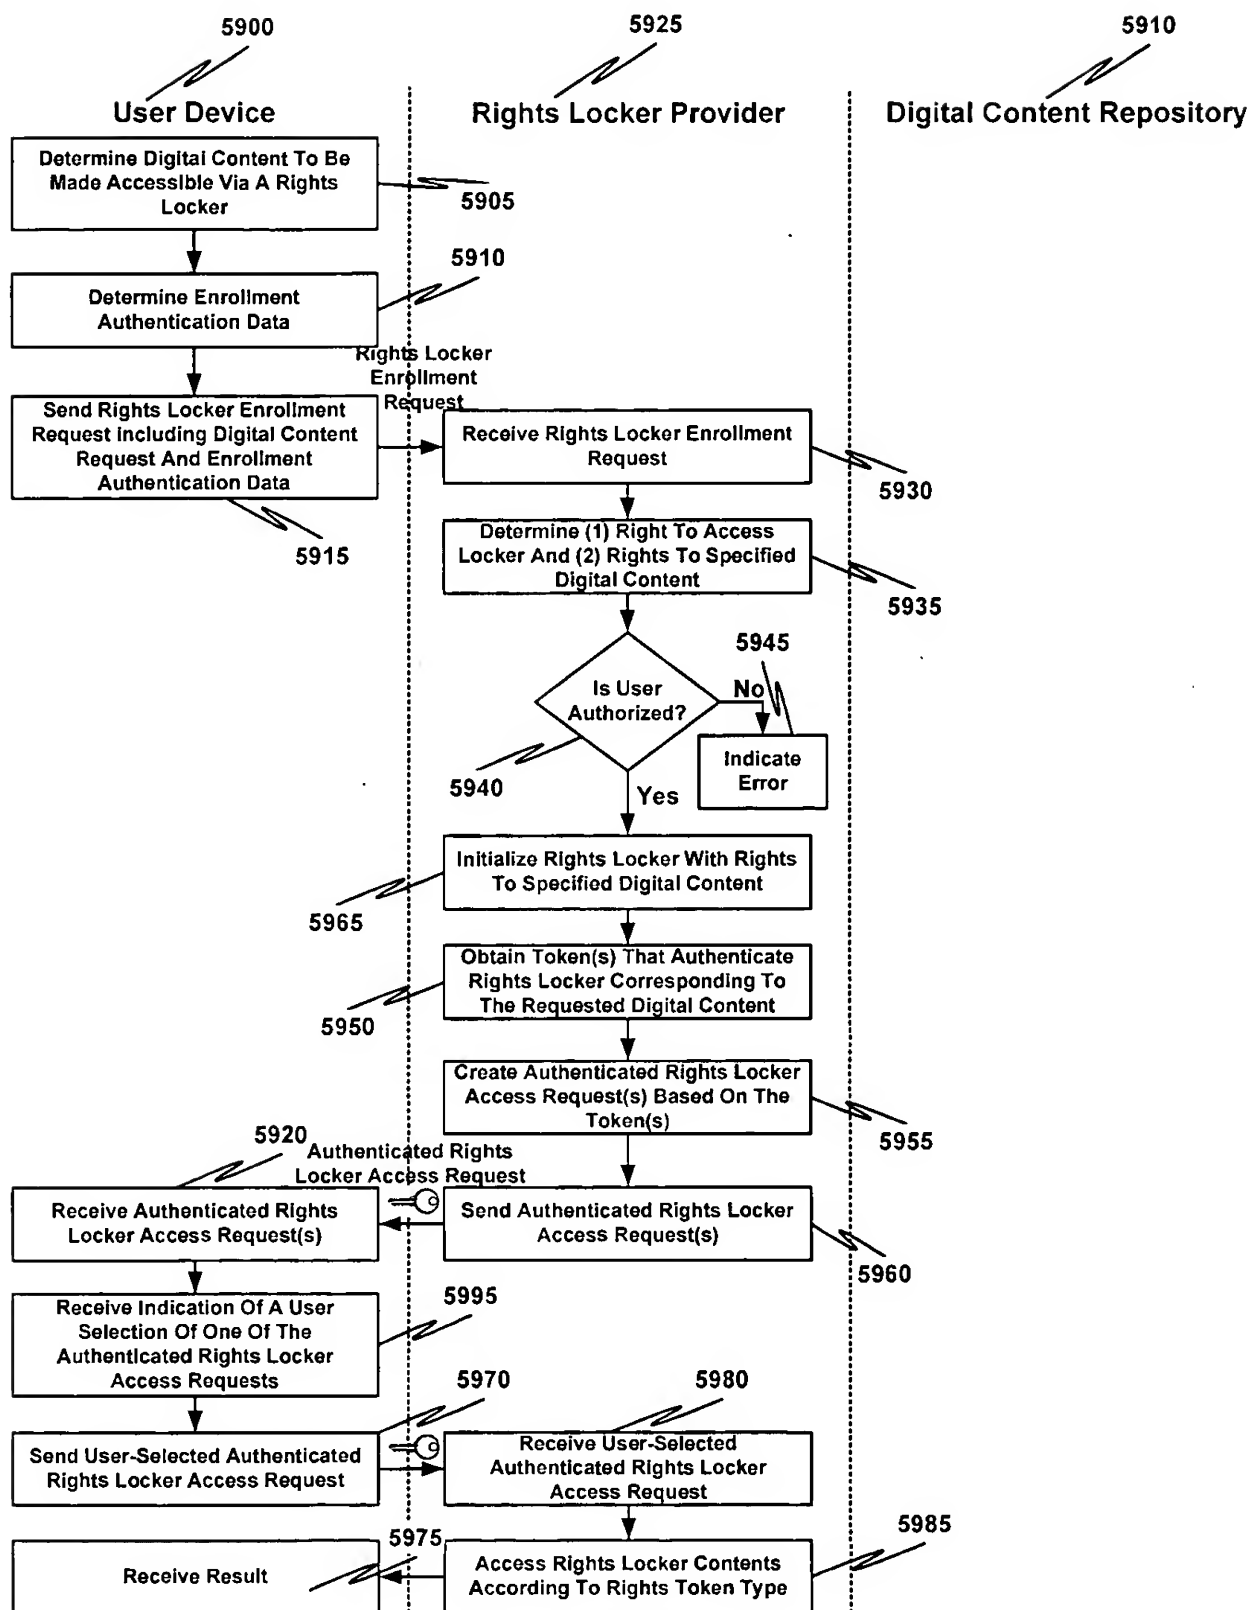 5900
5925
5910
User Device
Rights Locker Provider
Digital Content Repository
Determine Digital Content To Be
Made Accessible Via A Rights
Locker
5905
5910
Determine Enrollment
Authentication Data
Rights Locker
Enrollment
Request
Send Rights Locker Enrollment
Request including Digital Content
Request And Enrollment
Authentication Data
5915
Receive Rights Locker Enrollment
Request
5930
Determine (1) Right To Access
Locker And (2) Rights To Specified
Digital Content
5935
5945
Is User
Authorized?
No
5940
Indicate
Error
Yes
Initialize Rights Locker With Rights
To Specified Digital Content
5965
Obtain Token(s) That Authenticate
Rights Locker Corresponding To
The Requested Digital Content
5950
Create Authenticated Rights Locker
Access Request(s) Based On The
Token(s)
5955
5920
Authenticated Rights
Locker Access Request
Receive Authenticated Rights
Locker Access Request(s)
Send Authenticated Rights Locker
Access Request(s)
5960
Receive Indication Of A User
Selection Of One Of The
Authenticated Rights Locker
Access Requests
5995
5970
5980
Send User-Selected Authenticated
Rights Locker Access Request
Receive User-Selected
Authenticated Rights Locker
Access Request
5975
5985
Receive Result
Access Rights Locker Contents
According To Rights Token Type